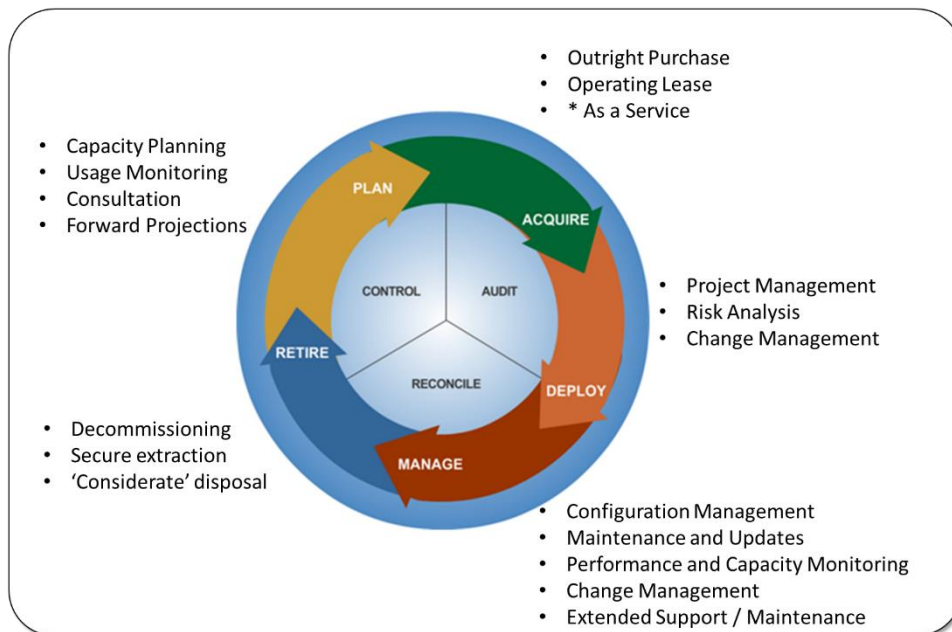 • Outright Purchase
• Operating Lease
• * As a Service
• Capacity Planning
• Usage Monitoring
• Consultation
• Forward Projections
PLAN
ACQUIRE
CONTROL
AUDIT
• Project Management
• Risk Analysis
• Change Management
RETIRE
RECONCILE
DEPLOY
• Decommissioning
• Secure extraction
• ‘Considerate’ disposal
MANAGE
• Configuration Management
• Maintenance and Updates
• Performance and Capacity Monitoring
• Change Management
• Extended Support / Maintenance